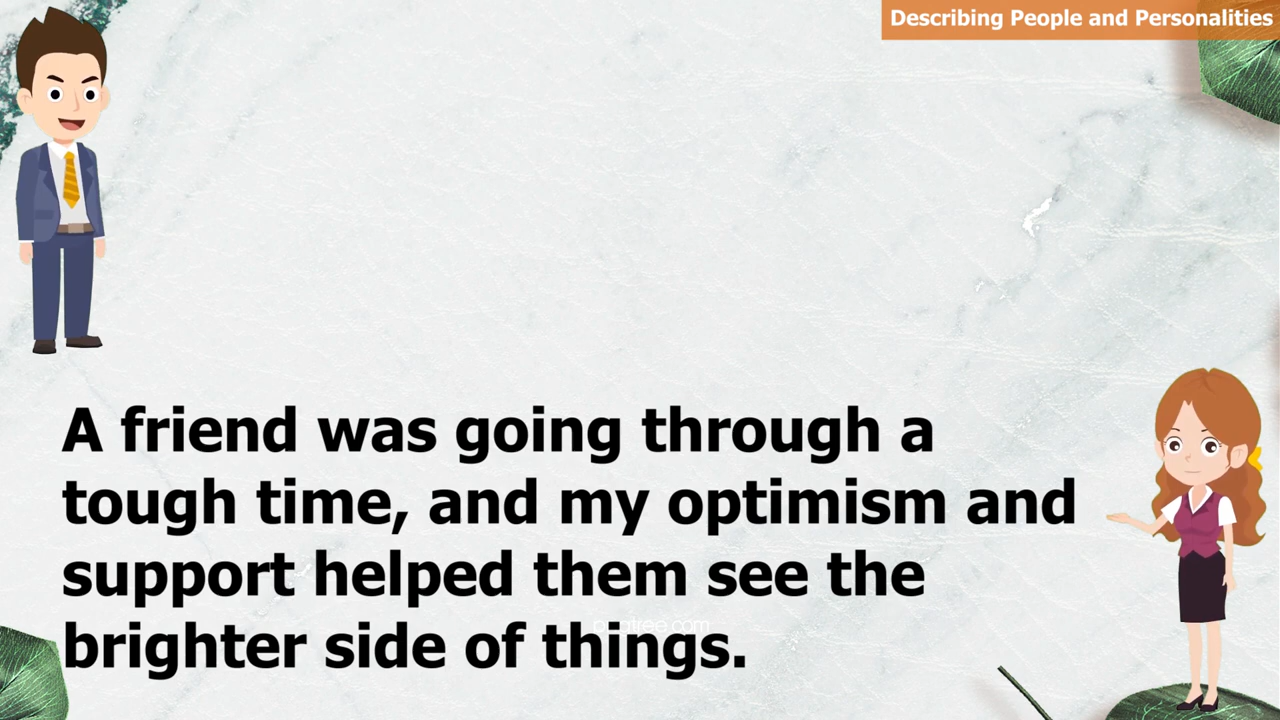 Describing People and Personalities
A friend was going through a
tough time, and my optimism and
support helped them see the
brighter side of things.